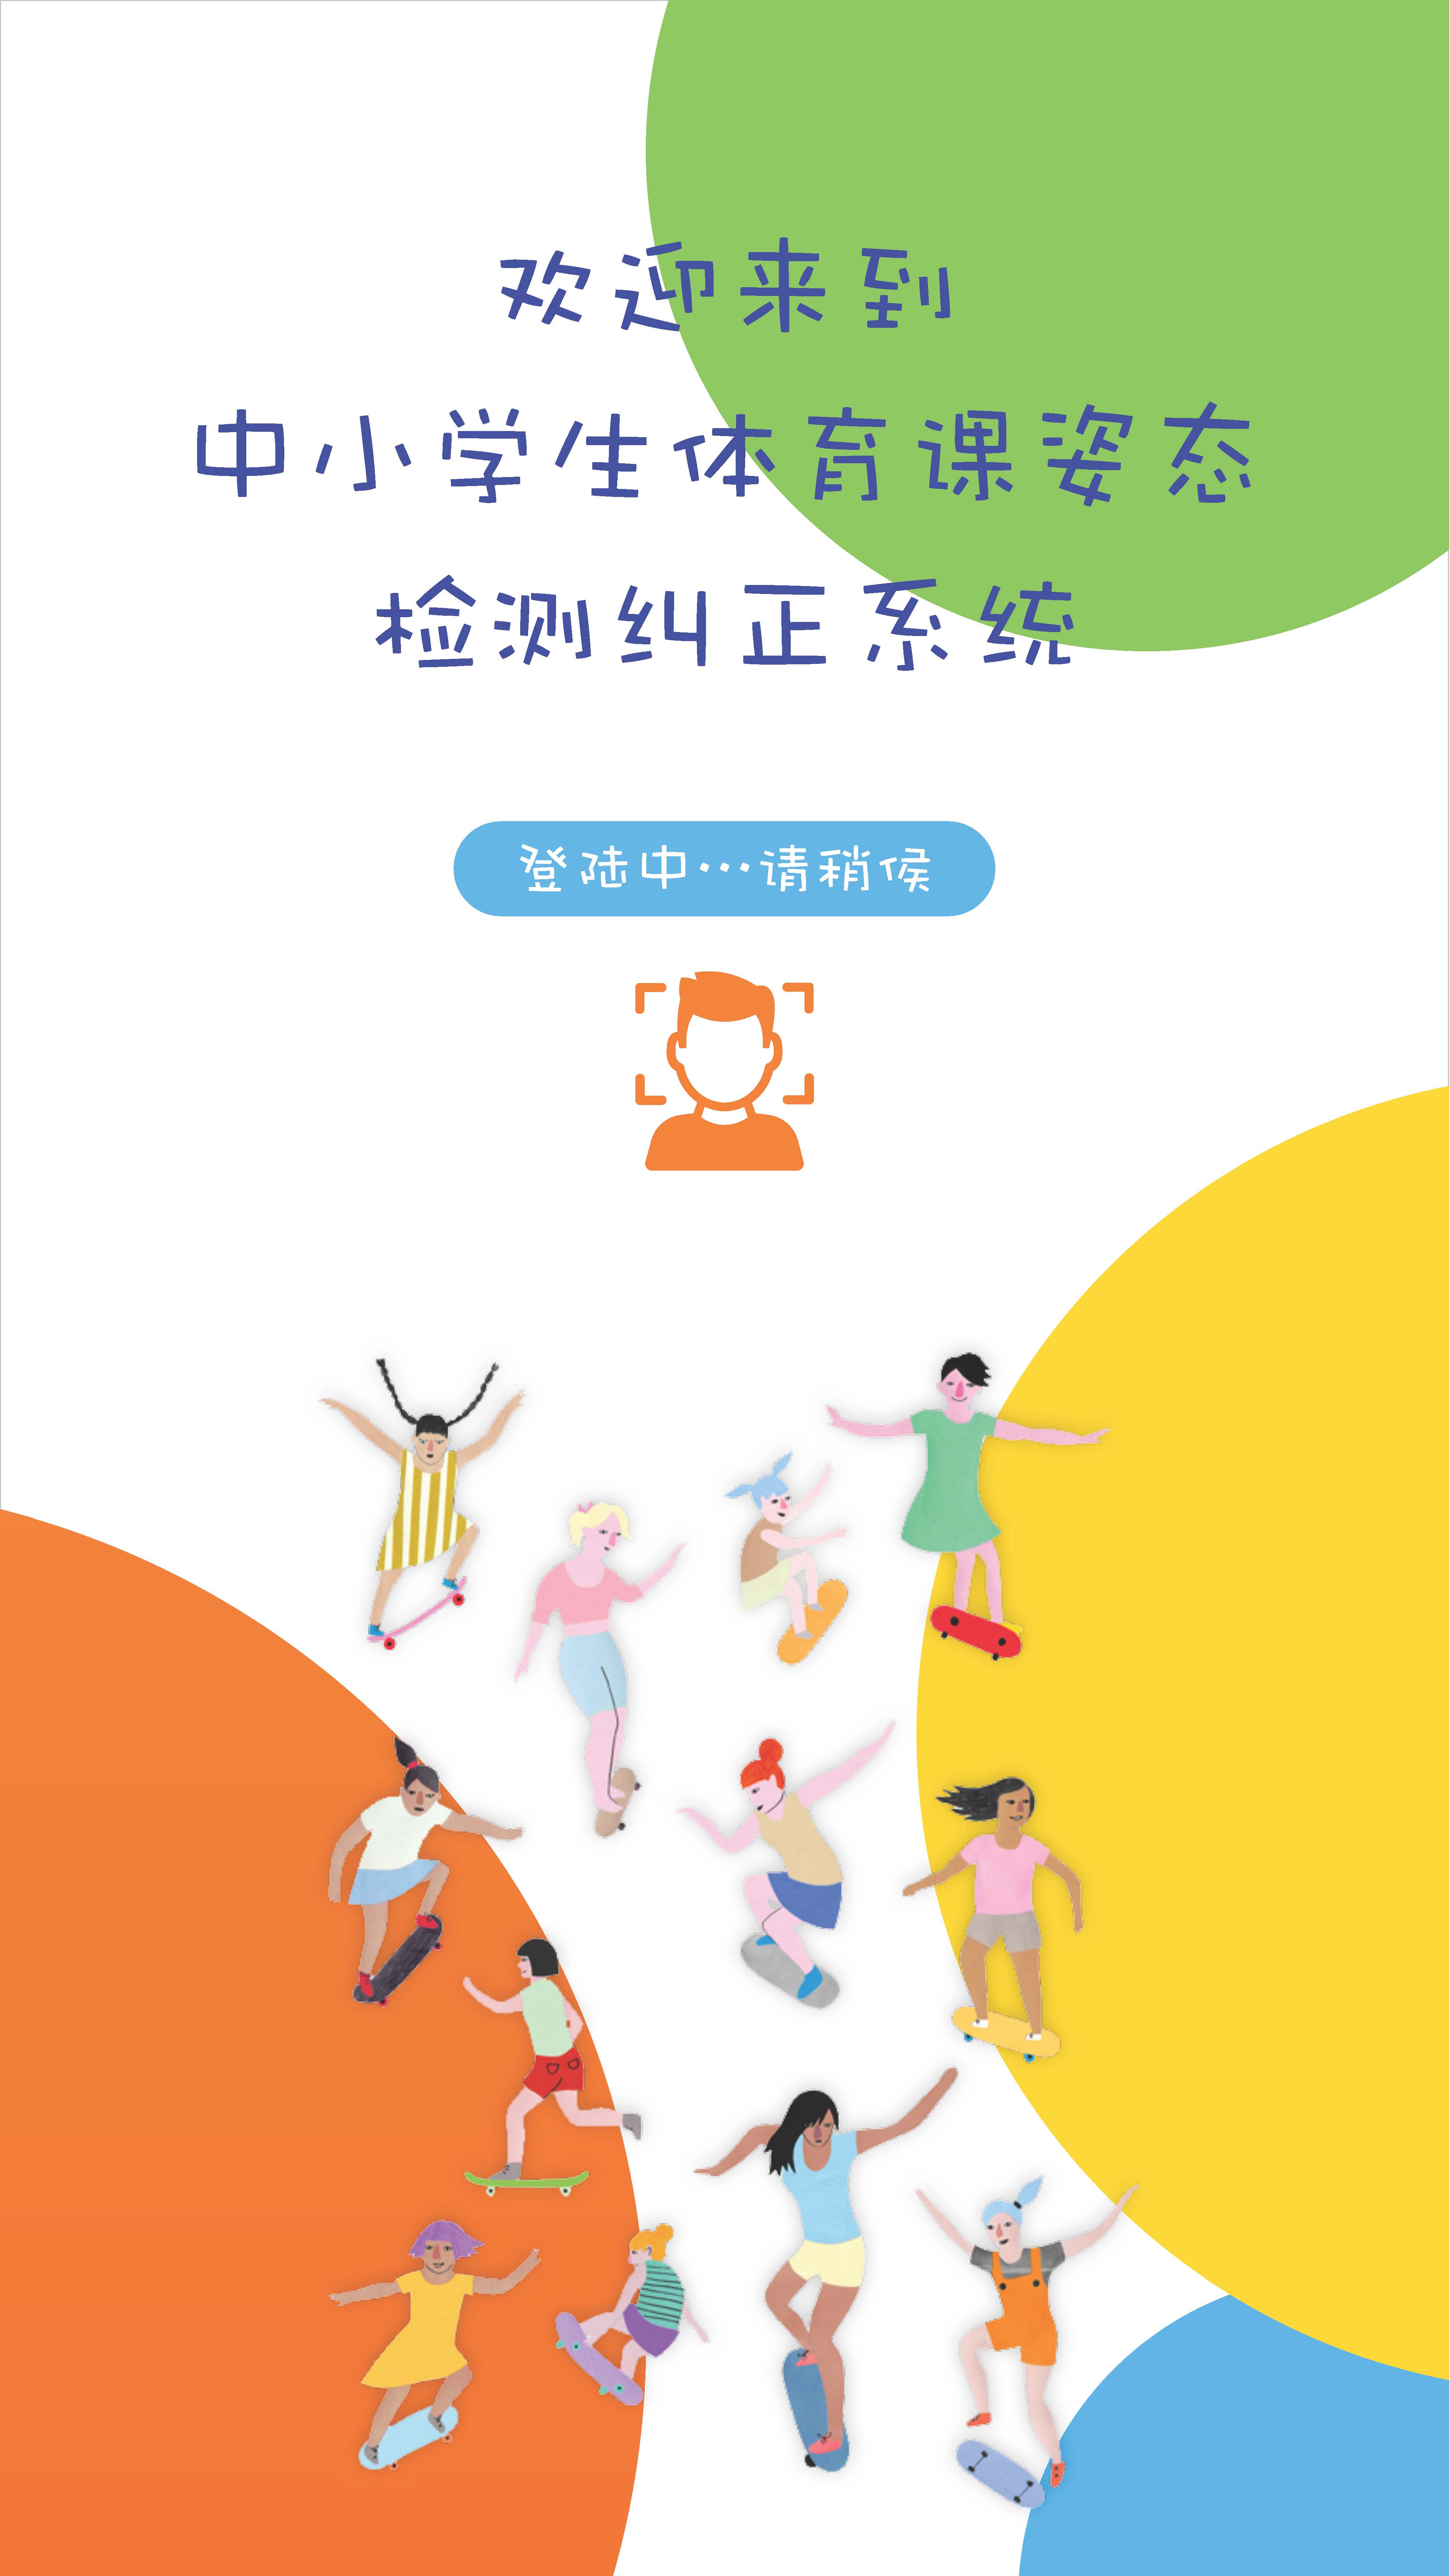 欢迎来到
中小学生体育课姿态
检测纠正系统
登陆中…请稍侯